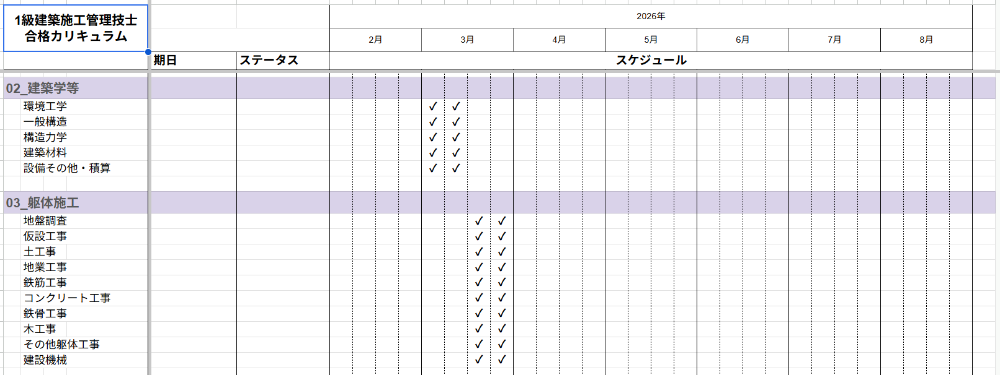 1級建築施工管理技士
合格カリキュラム
2026年
2月 3月 4月 5月 6月 7月 8月
期日 ステータス スケジュール
02_建築学等
環境工学 ✓ ✓
一般構造 ✓ ✓
構造力学 ✓ ✓
建築材料 ✓ ✓
設備その他・積算 ✓ ✓
03_躯体施工
地盤調査 ✓ ✓
仮設工事 ✓ ✓
土工事 ✓ ✓
地業工事 ✓ ✓
鉄筋工事 ✓ ✓
コンクリート工事 ✓ ✓
鉄骨工事 ✓ ✓
木工事 ✓ ✓
その他躯体工事 ✓ ✓
建設機械 ✓ ✓